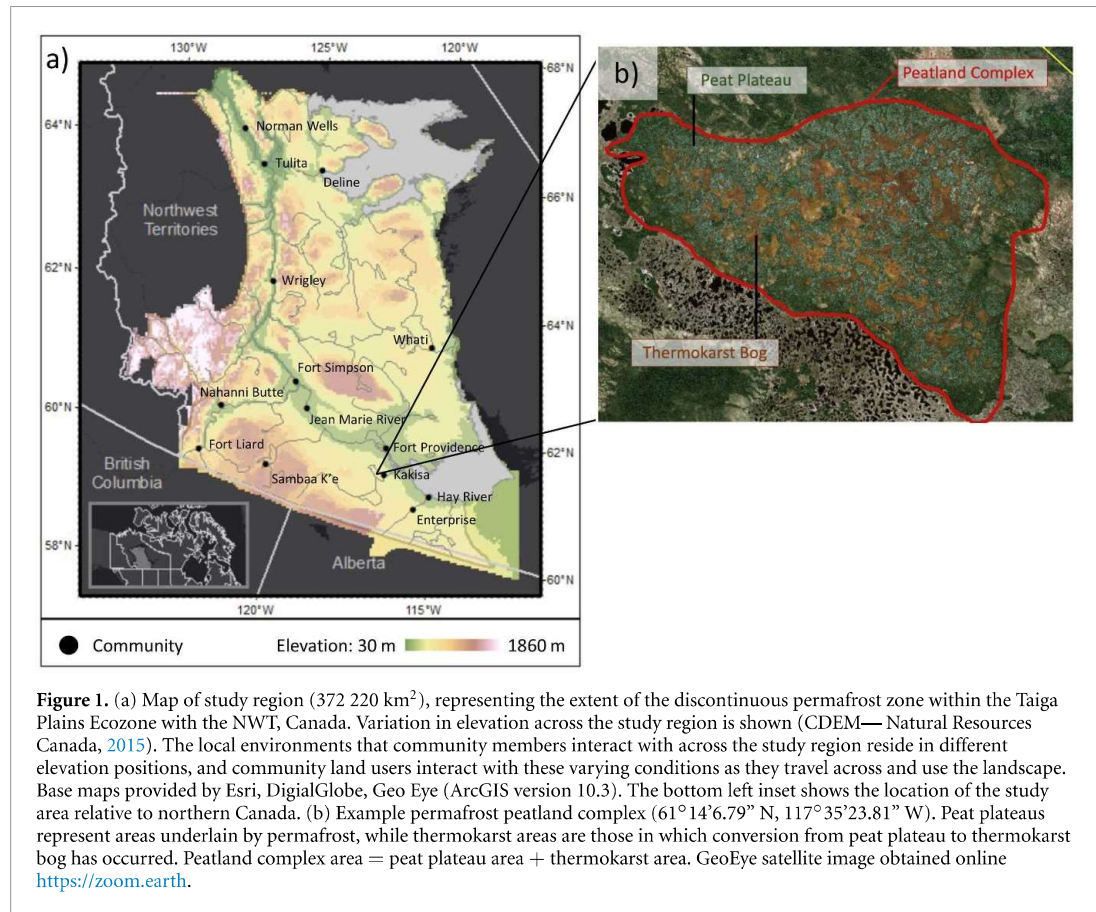 a)
130°W
125°W
120°W
68°N
64°N
Norman Wells
Tulita
Deline
Northwest
Territories
66°N
62°N
Wrigley
64°N
Whati
Fort Simpson
Nahanni Butte
60°N
Jean Marie River
Fort Liard
Fort Providence
62°N
British
Columbia
Sambaa K'e
Kakisa
Hay River
Enterprise
58°N
Alberta
60°N
120°W
115°W
Community
Elevation: 30 m
1860 m
b)
Peat Plateau
Peatland Complex
Thermokarst Bog
Figure 1. (a) Map of study region (372 220 km²), representing the extent of the discontinuous permafrost zone within the Taiga
Plains Ecozone with the NWT, Canada. Variation in elevation across the study region is shown (CDEM— Natural Resources
Canada, 2015). The local environments that community members interact with across the study region reside in different
elevation positions, and community land users interact with these varying conditions as they travel across and use the landscape.
Base maps provided by Esri, DigialGlobe, Geo Eye (ArcGIS version 10.3). The bottom left inset shows the location of the study
area relative to northern Canada. (b) Example permafrost peatland complex (61°14'6.79" N, 117°35'23.81" W). Peat plateaus
represent areas underlain by permafrost, while thermokarst areas are those in which conversion from peat plateau to thermokarst
bog has occurred. Peatland complex area = peat plateau area + thermokarst area. GeoEye satellite image obtained online
https://zoom.earth.